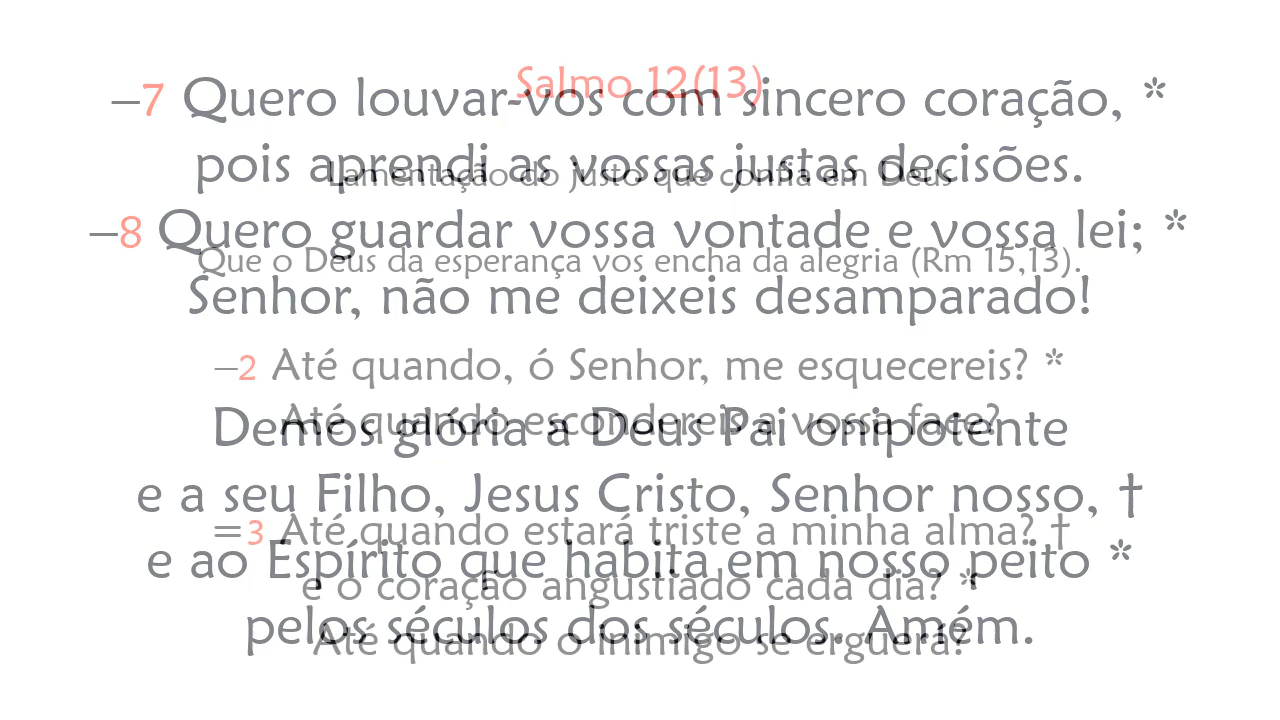 Salmo 12(13)
–7 Quero louvar-vos com sincero coração, *
pois aprendi as vossas justas decisões.
Lamentação do justo que confia em Deus
–8 Quero guardar vossa vontade e vossa lei; *
Que o Deus da esperança vos encha da alegria (Rm 15,13).
Senhor, não me deixeis desamparado!
–2 Até quando, ó Senhor, me esquecereis? *
Até quando escondereis a vossa face?
Demos glória a Deus Pai onipotente
e a seu Filho, Jesus Cristo, Senhor nosso, †
=3 Até quando estará triste a minha alma? †
e ao Espírito que habita em nosso peito *
e o coração angustiado cada dia? *
pelos séculos dos séculos. Amém.
Até quando o inimigo se erguerá?